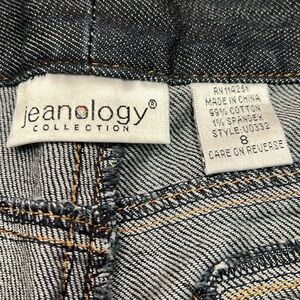 jeanology®
COLLECTION
RN 114251
MADE IN CHINA
99% COTTON
1% SPANDEX
STYLE: U0332
8
CARE ON REVERSE